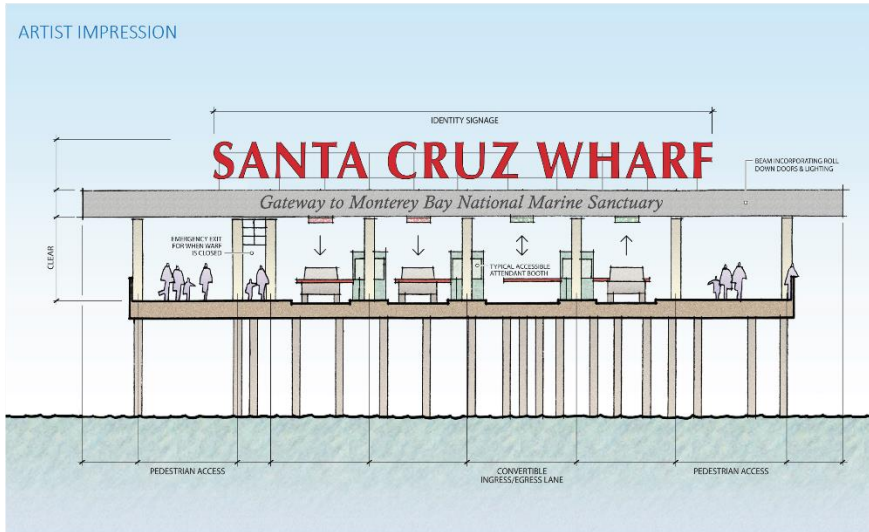 ARTIST IMPRESSION
IDENTITY SIGNAGE
SANTA CRUZ WHARF
BEAM INCORPORATING ROLL
DOWN DOORS & LIGHTING
Gateway to Monterey Bay National Marine Sanctuary
EMERGENCY EXIT
FOR WHEN WARF
IS CLOSED
CLEAR
TYPICAL ACCESSIBLE
ATTENDANT BOOTH
PEDESTRIAN ACCESS
CONVERTIBLE
INGRESS/EGRESS LANE
PEDESTRIAN ACCESS